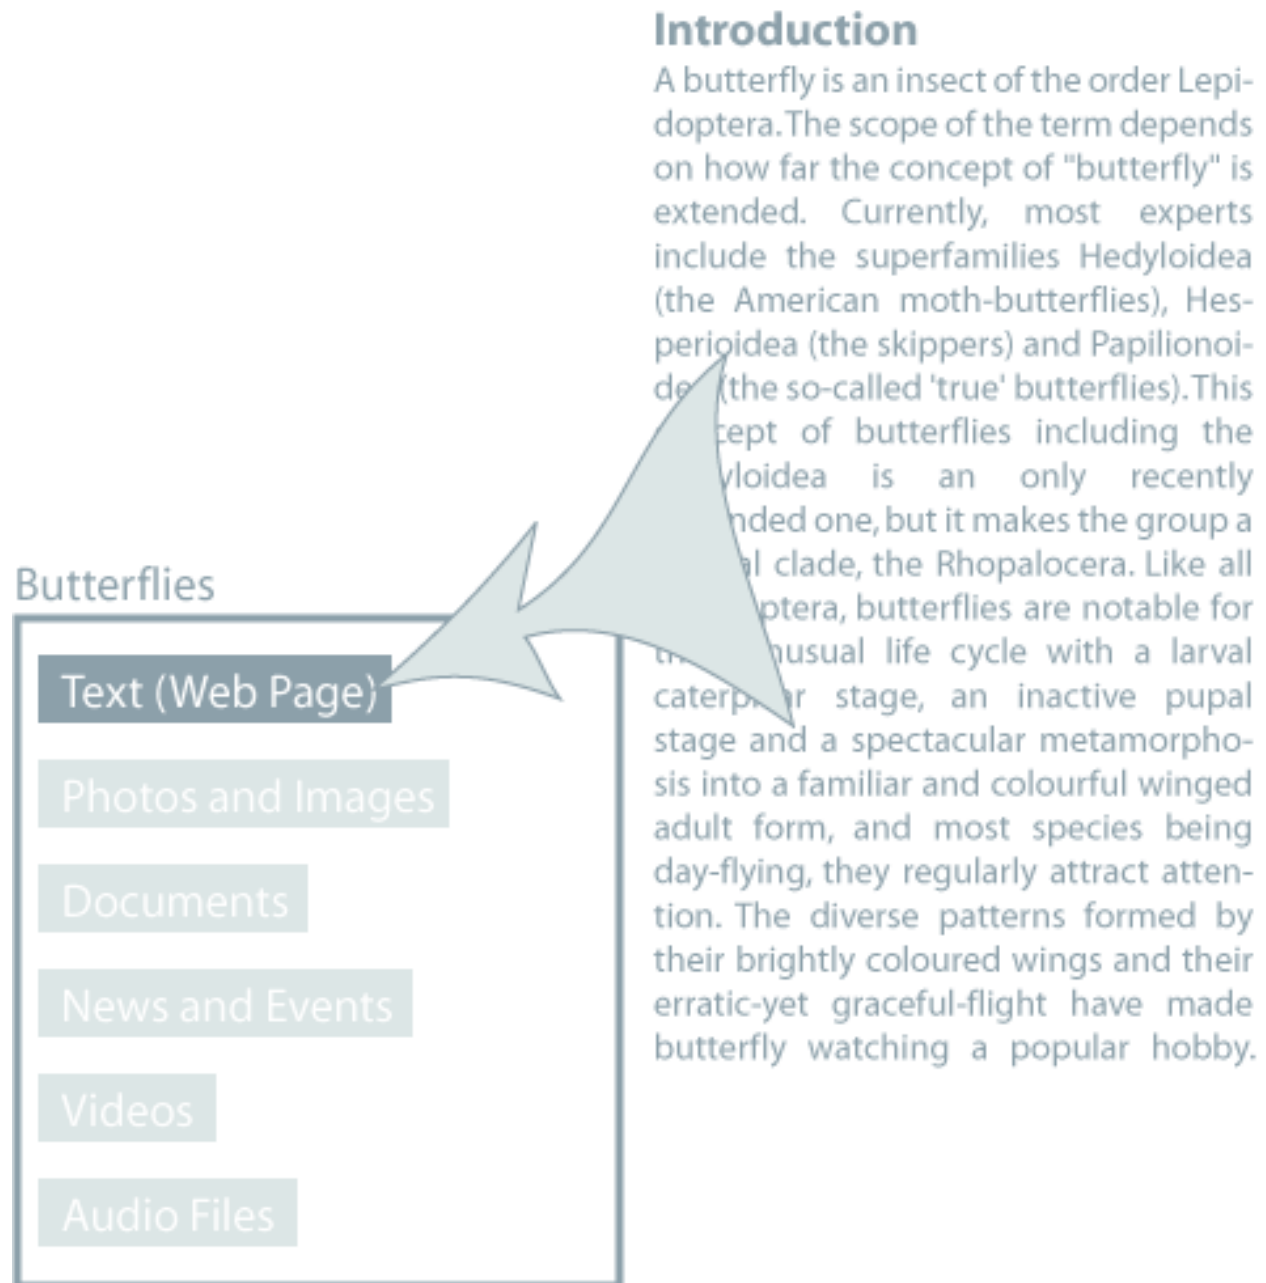 Introduction
A butterfly is an insect of the order Lepi-
doptera. The scope of the term depends
on how far the concept of "butterfly" is
extended. Currently, most experts
include the superfamilies Hedyloidea
(the American moth-butterflies), Hes-
perioidea (the skippers) and Papilionoi-
(the so-called 'true' butterflies). This
of butterflies including the
is an only recently
one, but it makes the group a
clade, the Rhopalocera. Like all
butterflies are notable for
life cycle with a larval
stage, an inactive pupal
stage and a spectacular metamorpho-
sis into a familiar and colourful winged
adult form, and most species being
day-flying, they regularly attract atten-
tion. The diverse patterns formed by
their brightly coloured wings and their
erratic-yet graceful-flight have made
butterfly watching a popular hobby.
Butterflies
Text (Web Page)
Photos and Images
Documents
News and Events
Videos
Audio Files